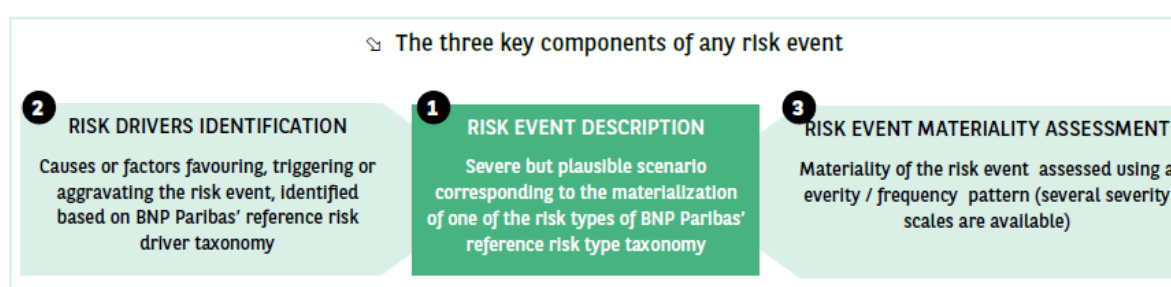 The three key components of any risk event
2
RISK DRIVERS IDENTIFICATION
Causes or factors favouring, triggering or
aggravating the risk event, identified
based on BNP Paribas' reference risk
driver taxonomy
1
RISK EVENT DESCRIPTION
Severe but plausible scenario
corresponding to the materialization
of one of the risk types of BNP Paribas'
reference risk type taxonomy
3
RISK EVENT MATERIALITY ASSESSMENT
Materiality of the risk event assessed using a
everity / frequency pattern (several severity
scales are available)